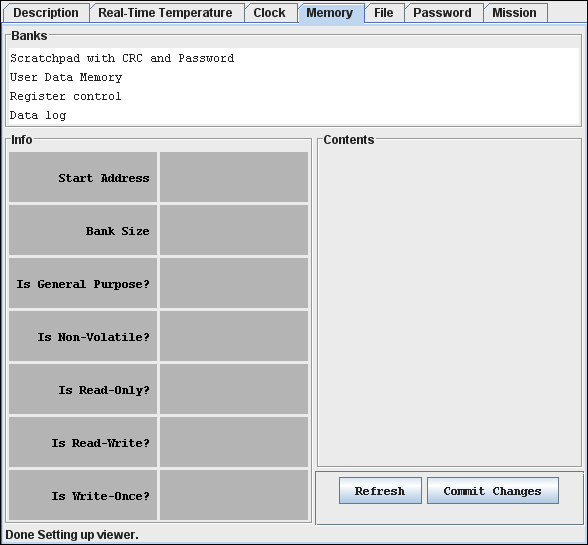 Description Real-Time Temperature Clock Memory File Password Mission
Banks
Scratchpad with CRC and Password
User Data Memory
Register control
Data log
Info
Start Address
Bank Size
Is General Purpose?
Is Non-Volatile?
Is Read-Only?
Is Read-Write?
Is Write-Once?
Contents
Refresh Commit Changes
Done Setting up viewer.